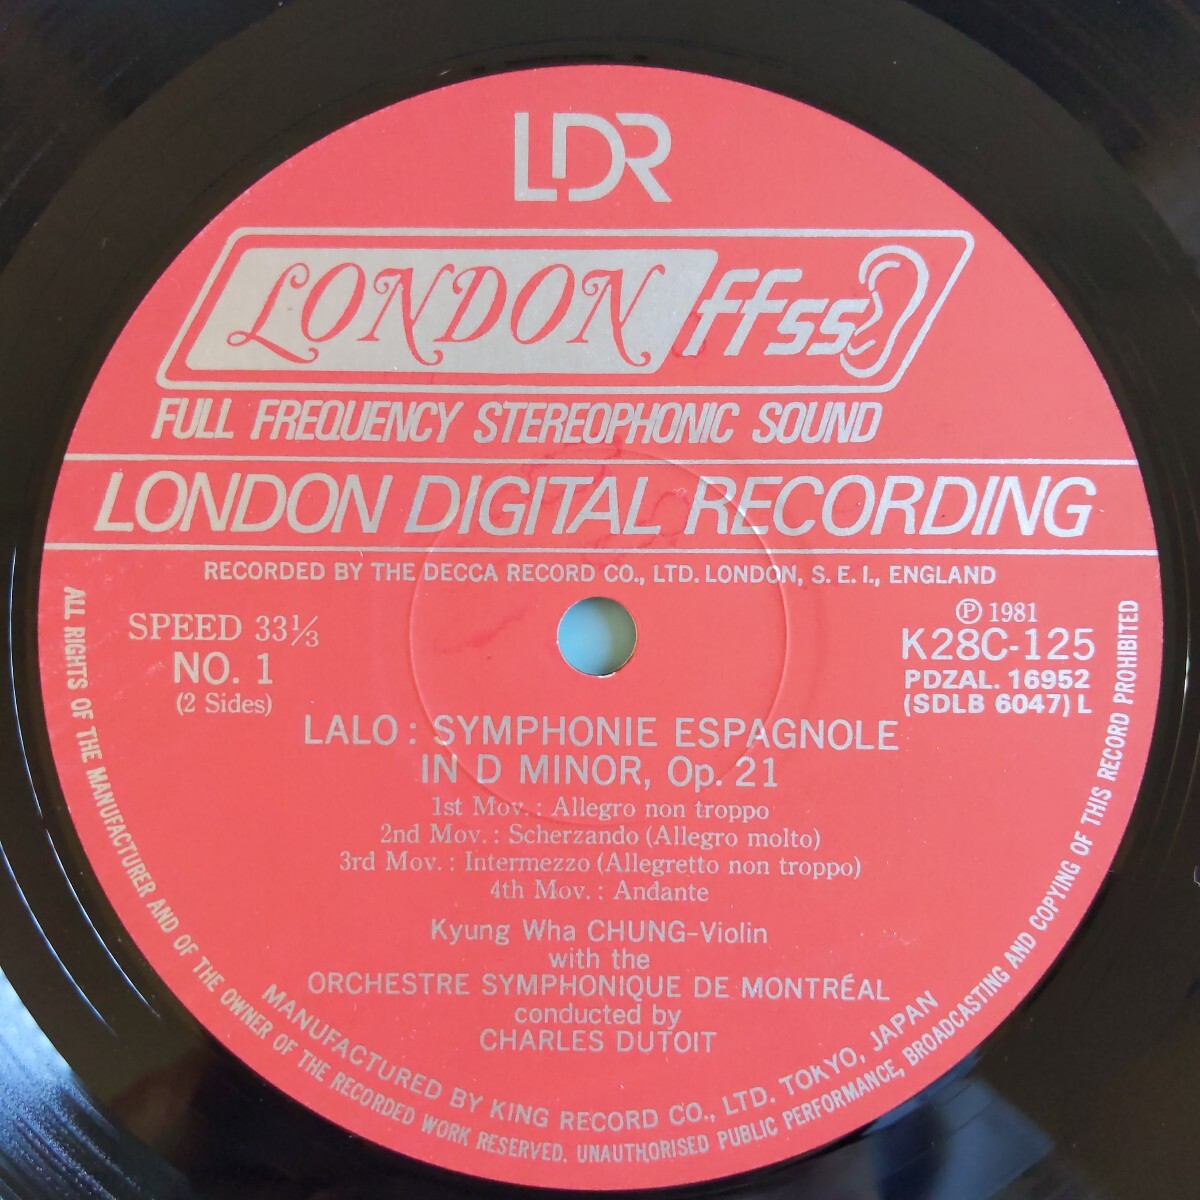 LDR
LONDON ffss
FULL FREQUENCY STEREOPHONIC SOUND
LONDON DIGITAL RECORDING
RECORDED BY THE DECCA RECORD CO., LTD. LONDON, S. E. I., ENGLAND
SPEED 33⅓
NO. 1
(2 Sides)
Ⓟ 1981
K28C-125
PDZAL. 16952
(SDLB 6047) L
LALO : SYMPHONIE ESPAGNOLE
IN D MINOR, Op. 21
1st Mov. : Allegro non troppo
2nd Mov. : Scherzando (Allegro molto)
3rd Mov. : Intermezzo (Allegretto non troppo)
4th Mov. : Andante
Kyung Wha CHUNG-Violin
with the
ORCHESTRE SYMPHONIQUE DE MONTRÉAL
conducted by
CHARLES DUTOIT
MANUFACTURED BY KING RECORD CO., LTD. TOKYO, JAPAN
ALL RIGHTS OF THE MANUFACTURER AND OF THE OWNER OF THE RECORDED WORK RESERVED. UNAUTHORISED PUBLIC PERFORMANCE, BROADCASTING AND COPYING OF THIS RECORD PROHIBITED